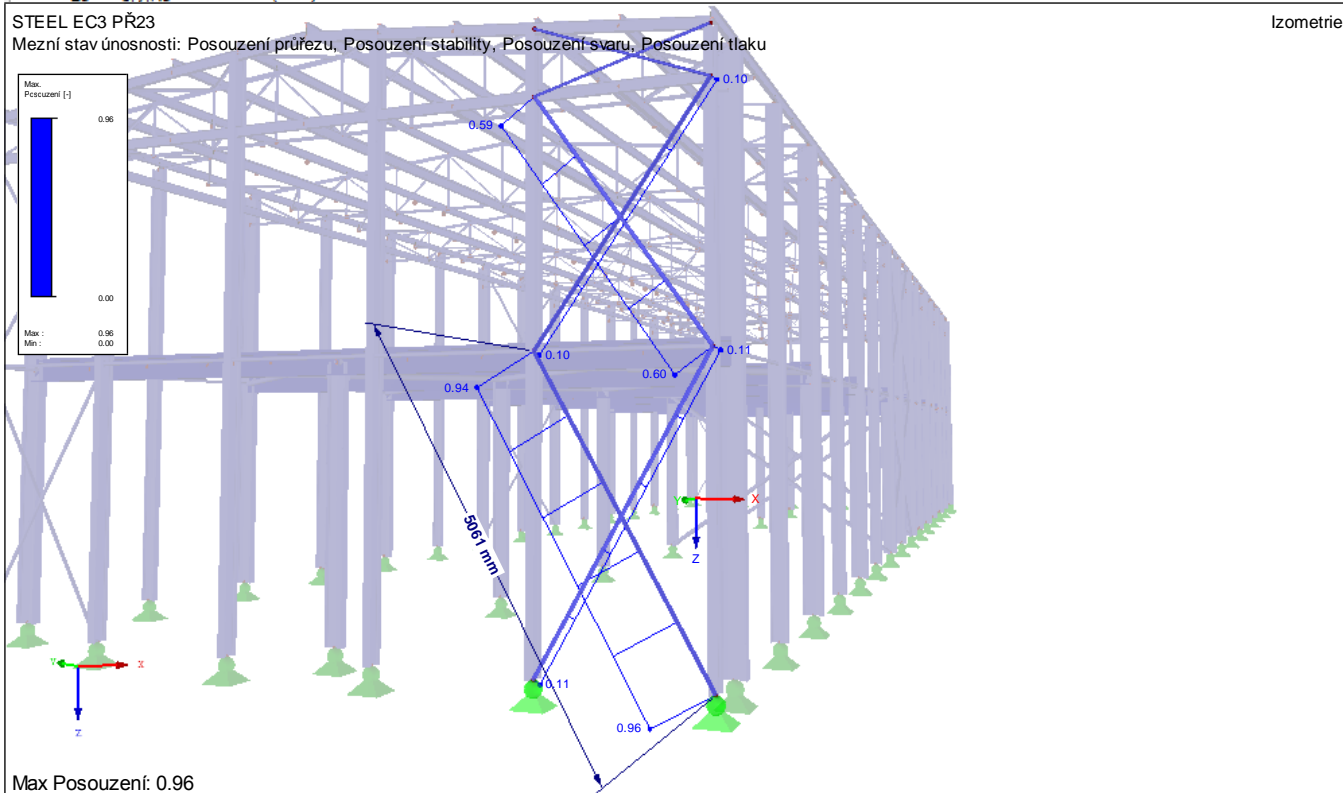 STEEL EC3 PŘ23
Izometrie
Mezní stav únosnosti: Posouzení průřezu, Posouzení stability, Posouzení svaru, Posouzení tlaku
Max.
Posouzení [-]
0.96
0.00
Max : 0.96
Min : 0.00
0.10
0.59
0.10
0.11
0.94
0.60
Y X
Z
5061 mm
Y X
Z
0.11
0.96
Max Posouzení: 0.96